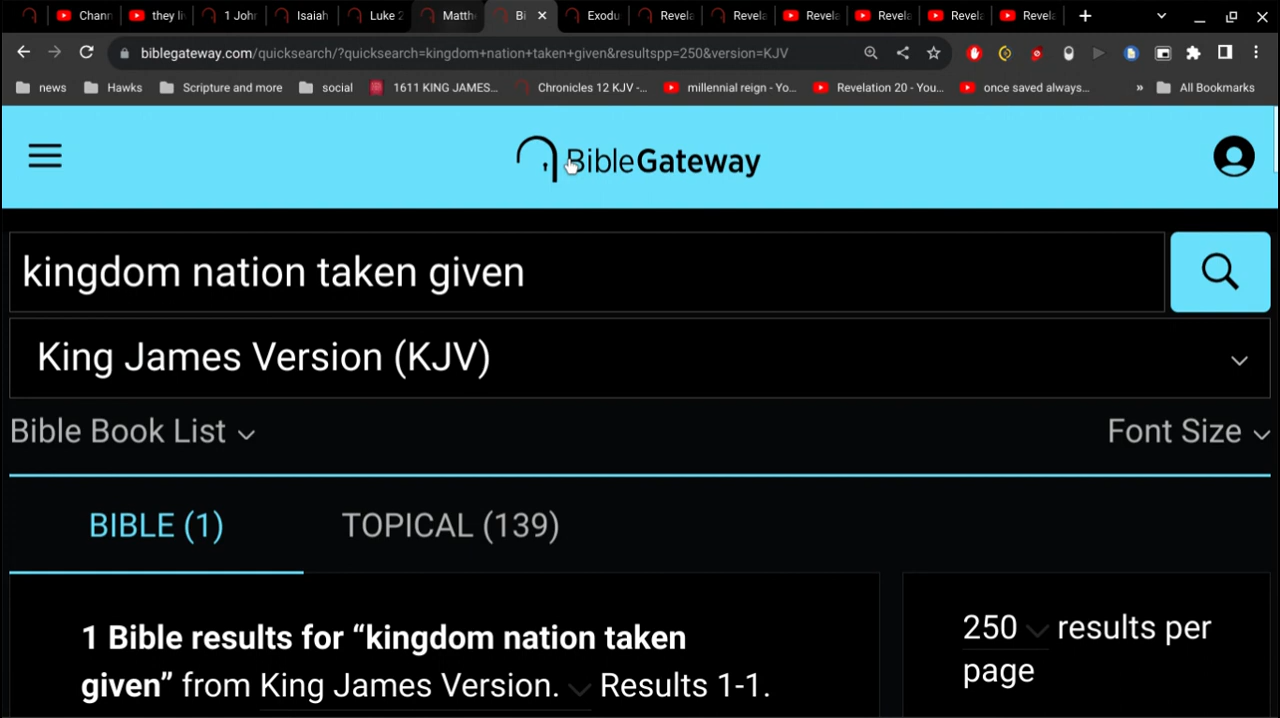 Chann
they li
1 Joh
Isaiah
Luke 2
Matth
Bi
Exodu
Revela
Revela
Revela
Revela
Revela
Revela
biblegateway.com/quicksearch/?quicksearch=kingdom+nation+taken+given&resultspp=250&version=KJV
news
Hawks
Scripture and more
social
1611 KING JAMES...
Chronicles 12 KJV -...
millennial reign - Yo...
Revelation 20 - You...
once saved always...
»
All Bookmarks
BibleGateway
kingdom nation taken given
King James Version (KJV)
Bible Book List
Font Size
BIBLE (1)
TOPICAL (139)
1 Bible results for “kingdom nation taken
given” from King James Version. Results 1-1.
250 results per
page